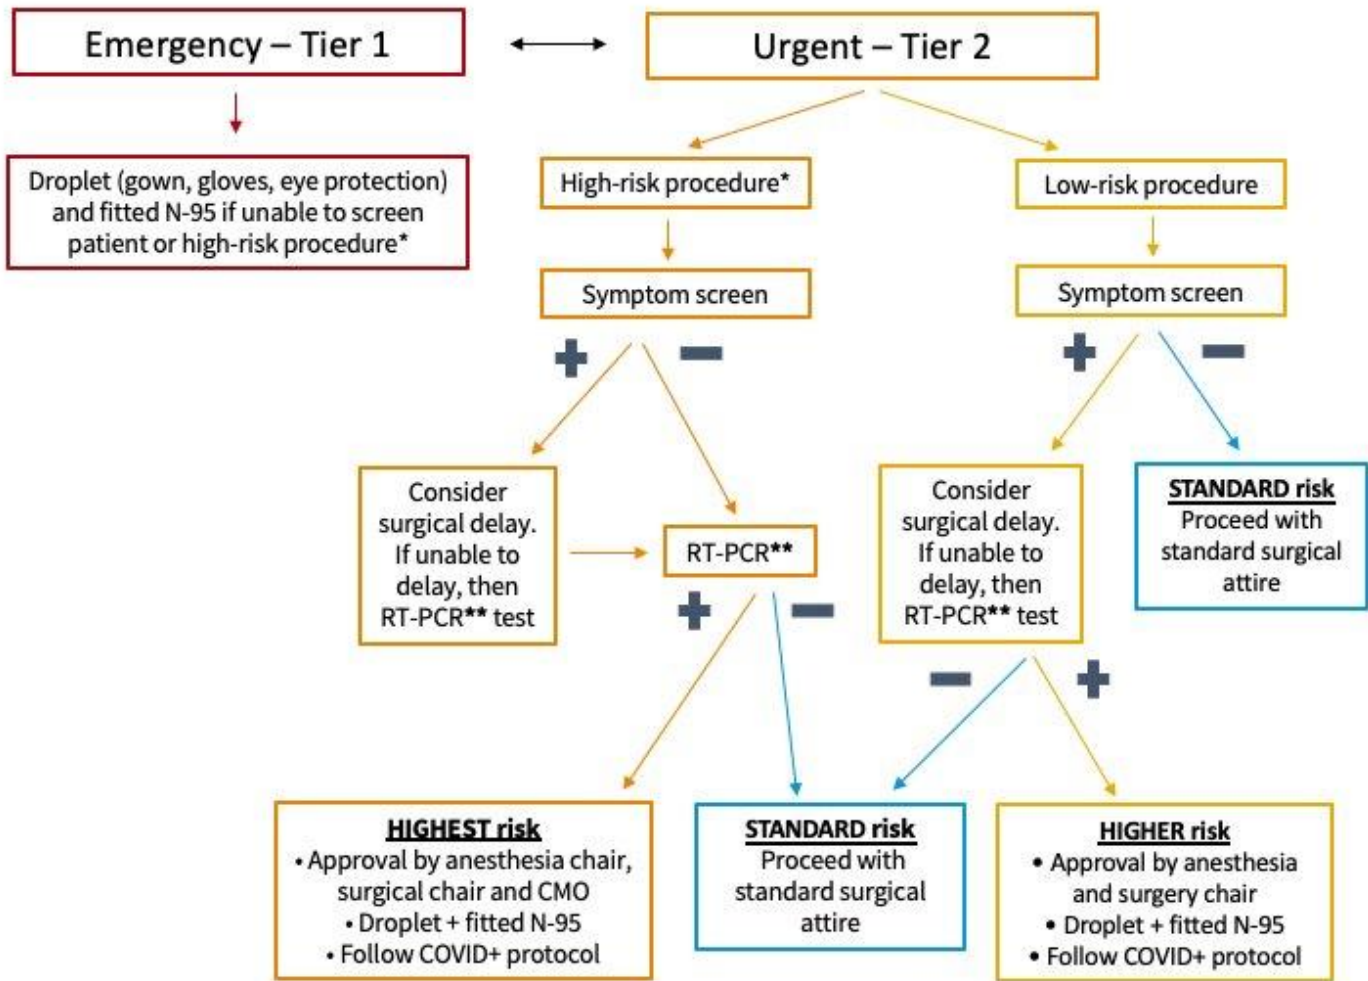 Emergency – Tier 1
Urgent – Tier 2
Droplet (gown, gloves, eye protection)
and fitted N-95 if unable to screen
patient or high-risk procedure*
High-risk procedure*
Low-risk procedure
Symptom screen
Symptom screen
+
−
+
−
Consider
surgical delay.
If unable to
delay, then
RT-PCR** test
RT-PCR**
Consider
surgical delay.
If unable to
delay, then
RT-PCR** test
STANDARD risk
Proceed with
standard surgical
attire
+
−
−
+
HIGHEST risk
• Approval by anesthesia chair,
surgical chair and CMO
• Droplet + fitted N-95
• Follow COVID+ protocol
STANDARD risk
Proceed with
standard surgical
attire
HIGHER risk
• Approval by anesthesia
and surgery chair
• Droplet + fitted N-95
• Follow COVID+ protocol